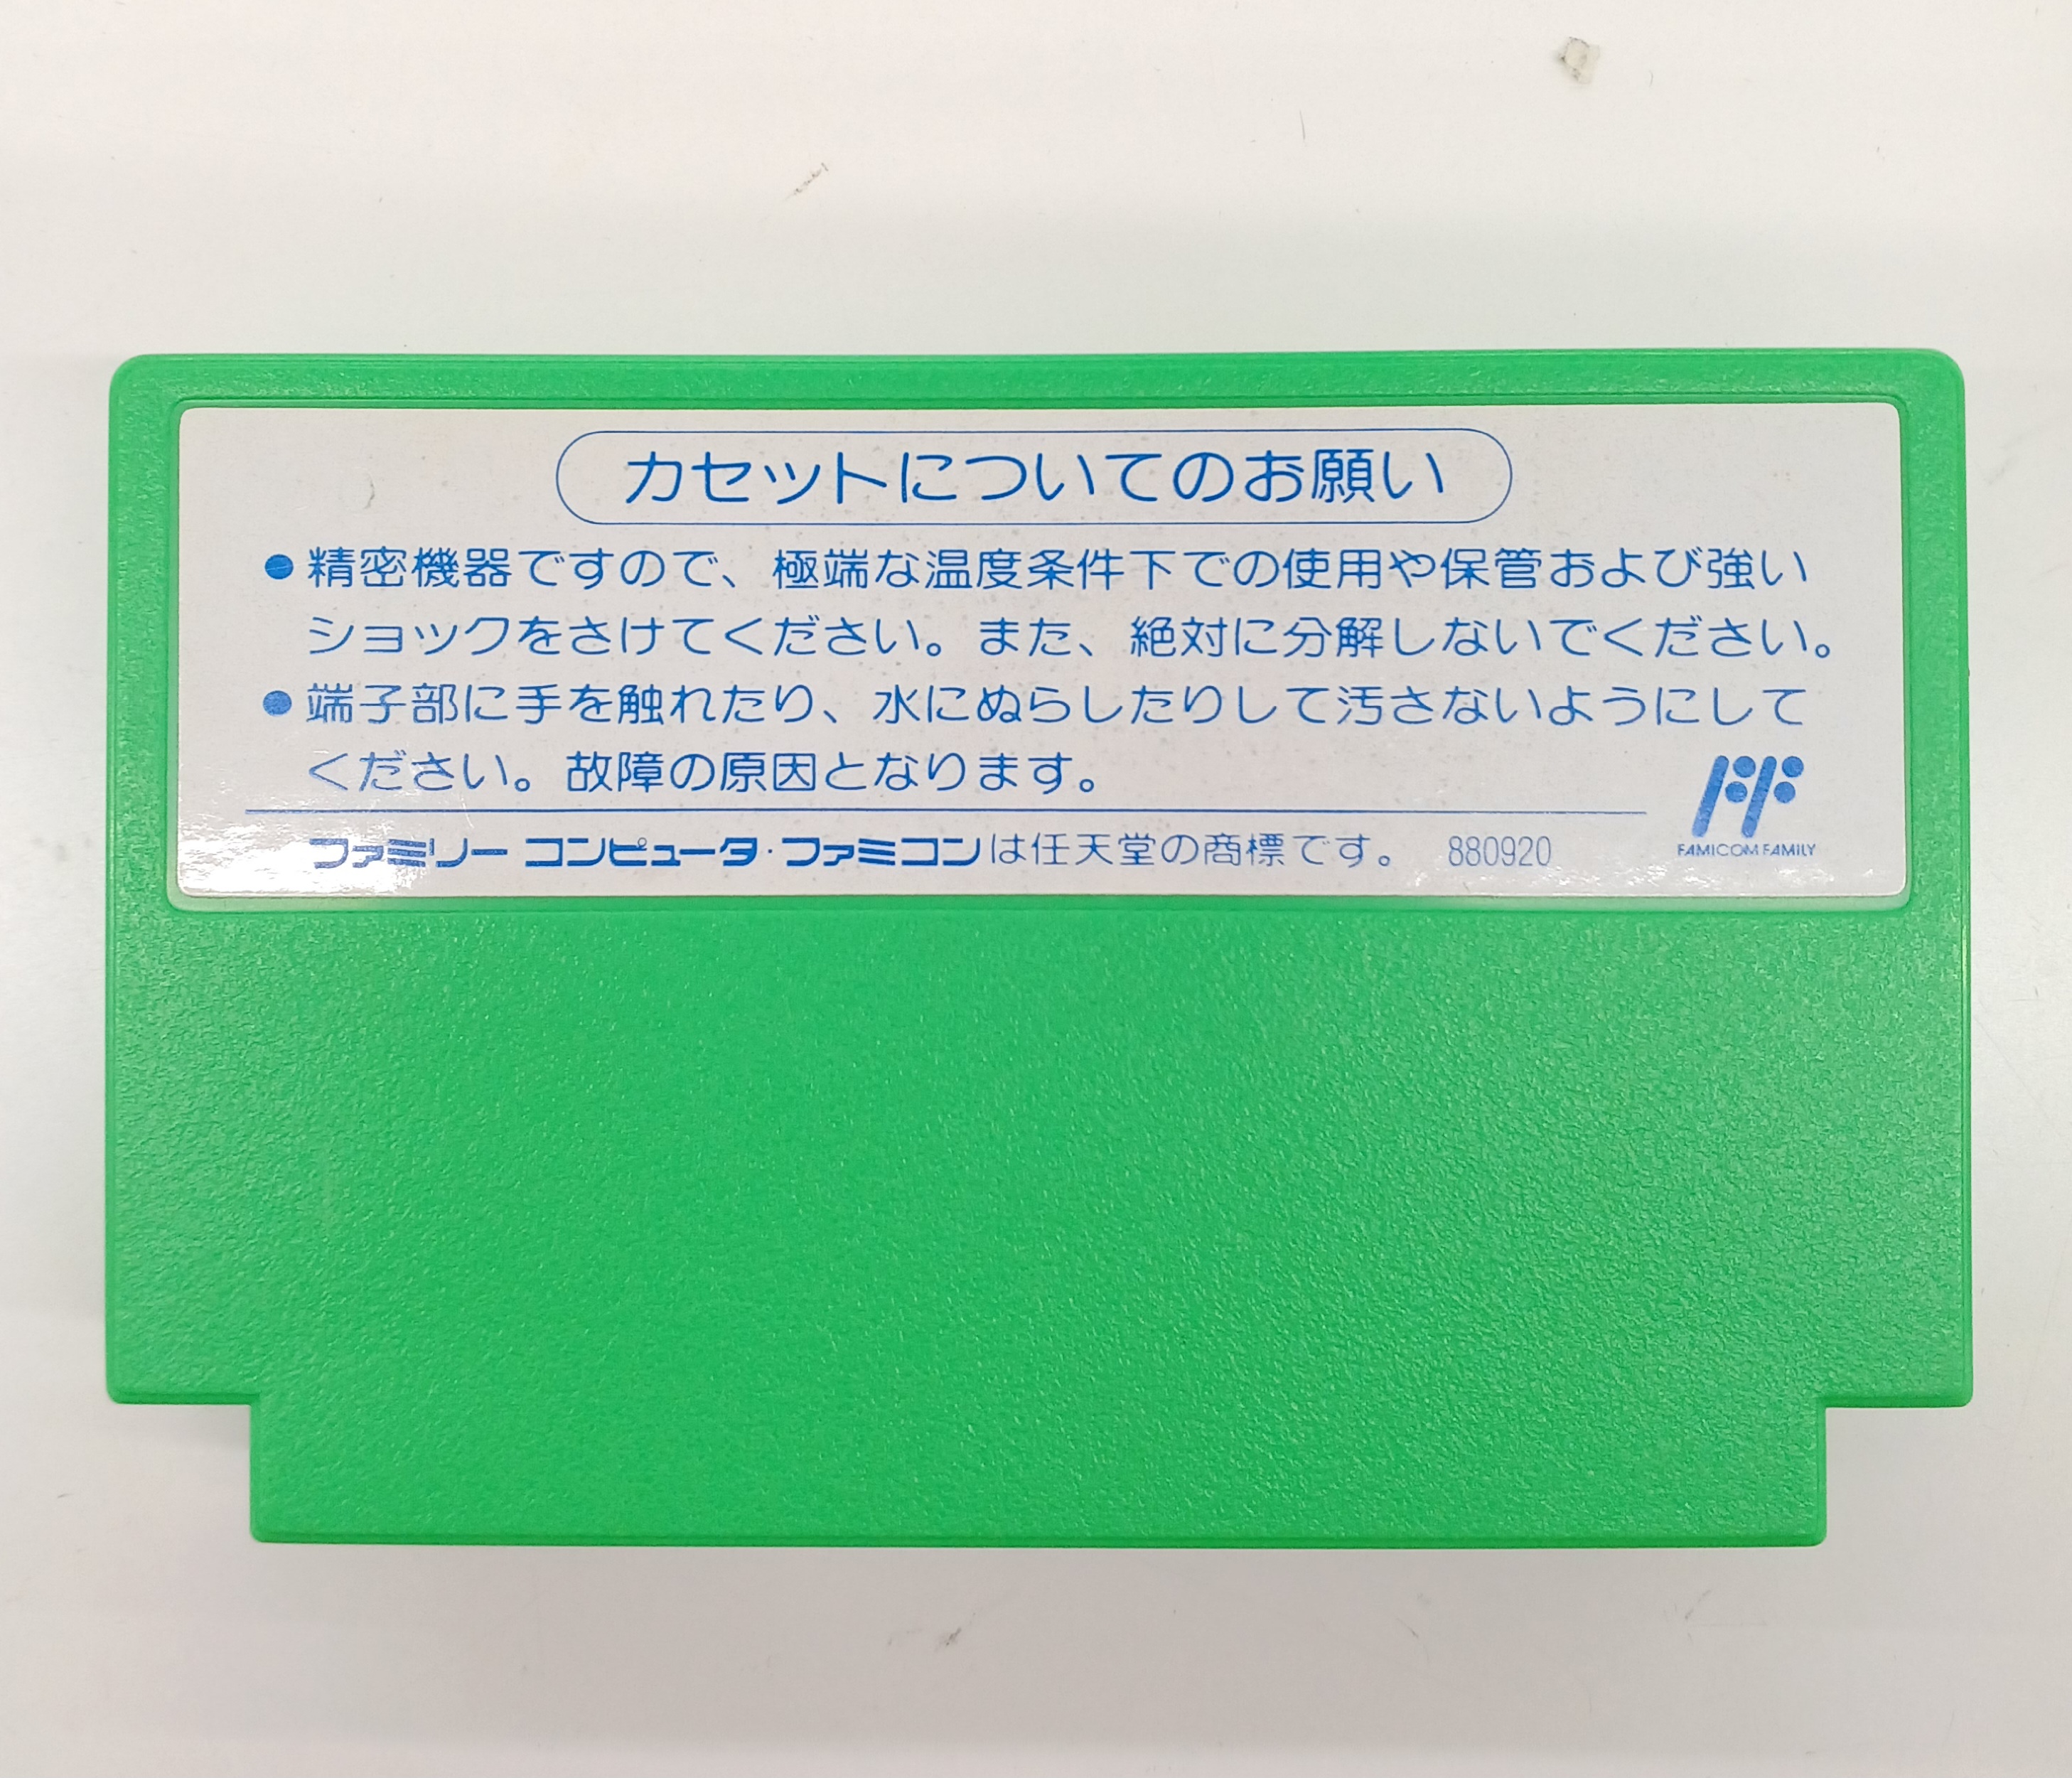 カセットについてのお願い
●精密機器ですので、極端な温度条件下での使用や保管および強い
ショックをさけてください。また、絶対に分解しないでください。
●端子部に手を触れたり、水にぬらしたりして汚さないようにして
ください。故障の原因となります。
ファミリー コンピュータ・ファミコンは任天堂の商標です。 880920
FF
FAMICOM FAMILY